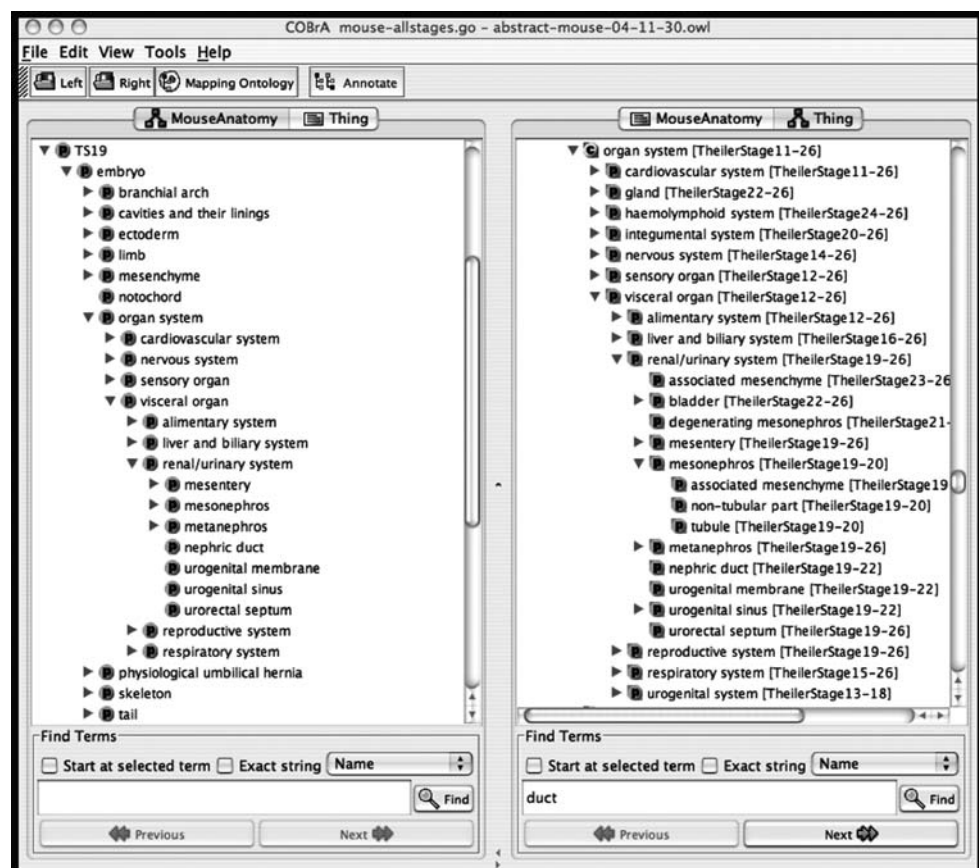 COBrA mouse-allstages.go - abstract-mouse-04-11-30.owl
File Edit View Tools Help
Left Right Mapping Ontology Annotate
MouseAnatomy Thing
TS19
embryo
branchial arch
cavities and their linings
ectoderm
limb
mesenchyme
notochord
organ system
cardiovascular system
nervous system
sensory organ
visceral organ
alimentary system
liver and biliary system
renal/urinary system
mesentery
mesonephros
metanephros
nephric duct
urogenital membrane
urogenital sinus
urorectal septum
reproductive system
respiratory system
physiological umbilical hernia
skeleton
tail
Find Terms
Start at selected term Exact string Name
Find
Previous Next
MouseAnatomy Thing
organ system [TheilerStage11-26]
cardiovascular system [TheilerStage11-26]
gland [TheilerStage22-26]
haemolymphoid system [TheilerStage24-26]
integumental system [TheilerStage20-26]
nervous system [TheilerStage14-26]
sensory organ [TheilerStage12-26]
visceral organ [TheilerStage12-26]
alimentary system [TheilerStage12-26]
liver and biliary system [TheilerStage16-26]
renal/urinary system [TheilerStage19-26]
associated mesenchyme [TheilerStage23-26
bladder [TheilerStage22-26]
degenerating mesonephros [TheilerStage21-
mesentery [TheilerStage19-26]
mesonephros [TheilerStage19-20]
associated mesenchyme [TheilerStage19
non-tubular part [TheilerStage19-20]
tubule [TheilerStage19-20]
metanephros [TheilerStage19-26]
nephric duct [TheilerStage19-22]
urogenital membrane [TheilerStage19-22]
urogenital sinus [TheilerStage19-22]
urorectal septum [TheilerStage19-26]
reproductive system [TheilerStage19-26]
respiratory system [TheilerStage15-26]
urogenital system [TheilerStage13-18]
Find Terms
Start at selected term Exact string Name
duct Find
Previous Next